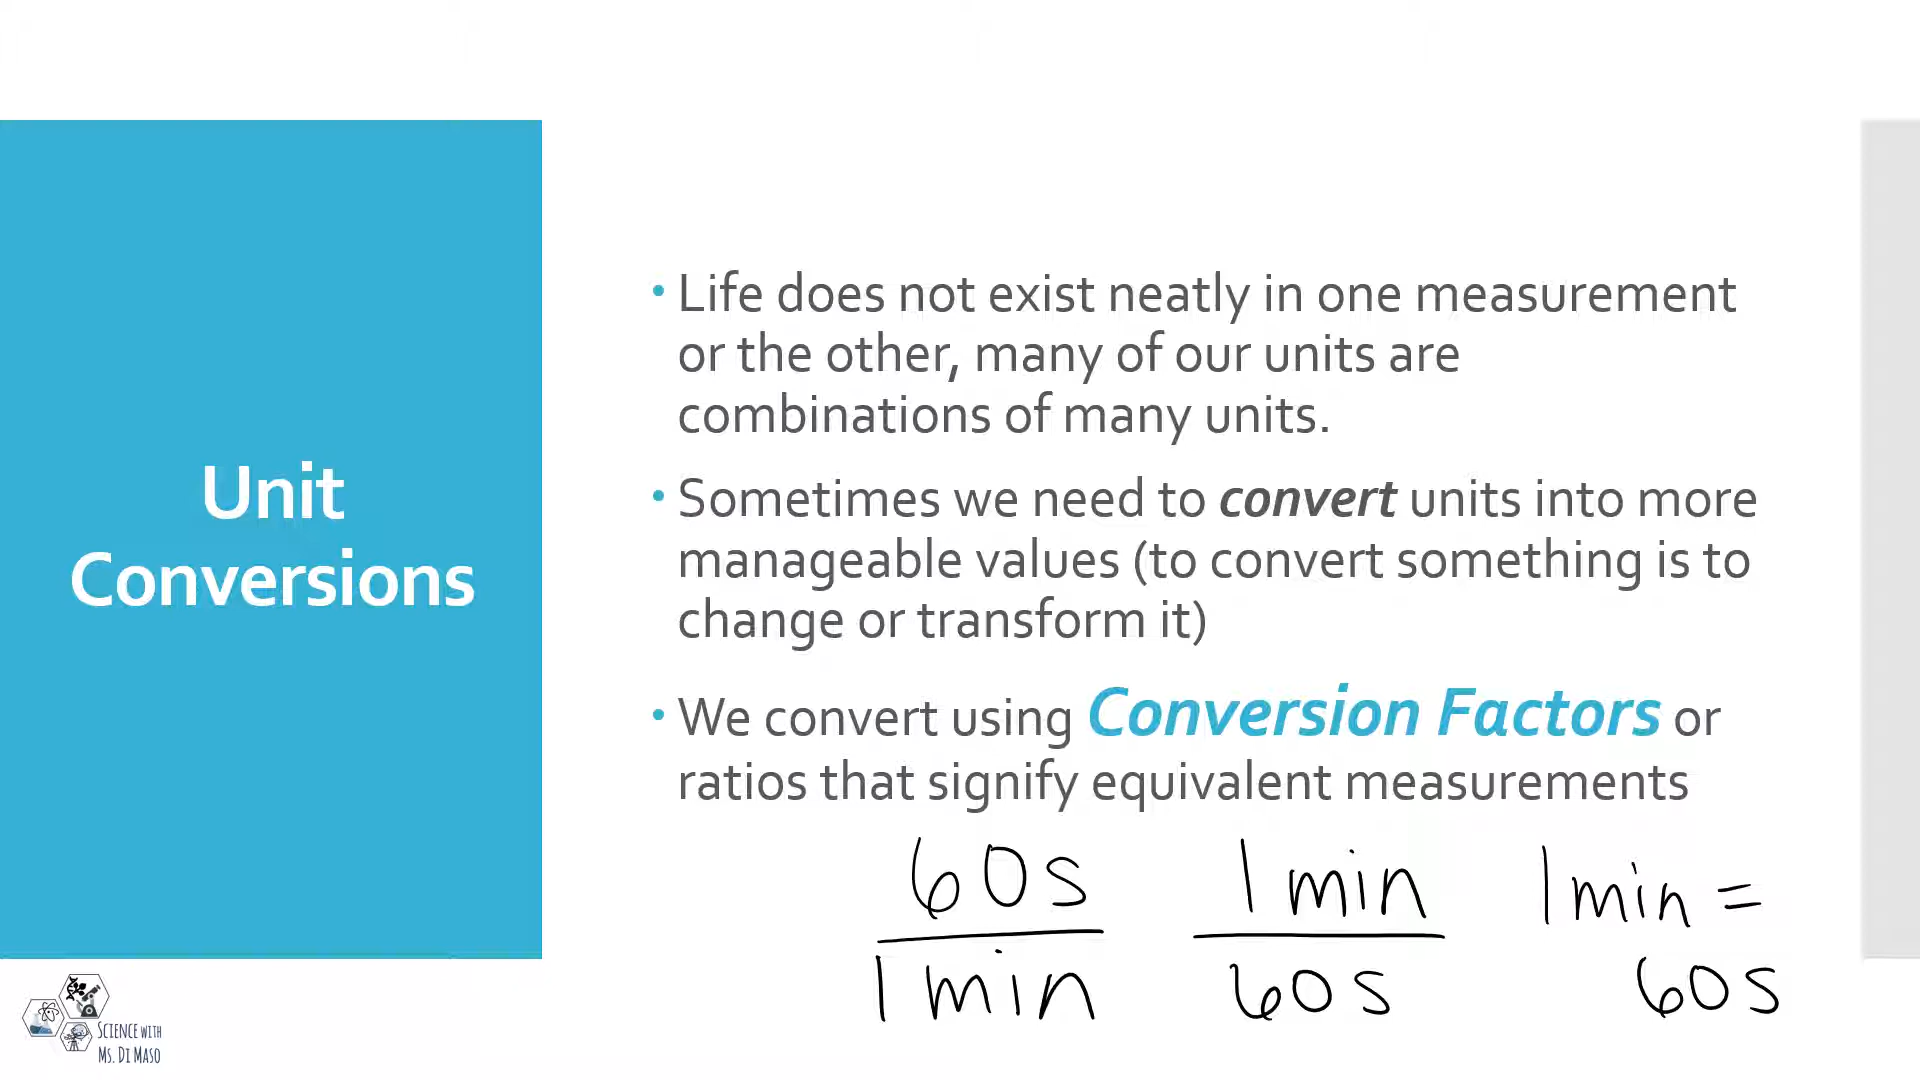 Unit
Conversions
• Life does not exist neatly in one measurement
or the other, many of our units are
combinations of many units.
• Sometimes we need to convert units into more
manageable values (to convert something is to
change or transform it)
• We convert using Conversion Factors or
ratios that signify equivalent measurements
60s 1 min 1 min =
1 min 60s 60s
SCIENCE WITH
MS. DI MASO